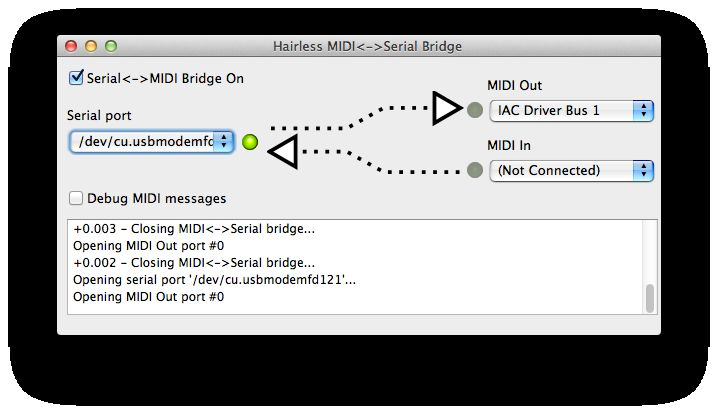 Hairless MIDI<->Serial Bridge
Serial<->MIDI Bridge On
MIDI Out
IAC Driver Bus 1
Serial port
/dev/cu.usbmodemfd
MIDI In
(Not Connected)
Debug MIDI messages
+0.003 - Closing MIDI<->Serial bridge...
Opening MIDI Out port #0
+0.002 - Closing MIDI<->Serial bridge...
Opening serial port '/dev/cu.usbmodemfd121'...
Opening MIDI Out port #0